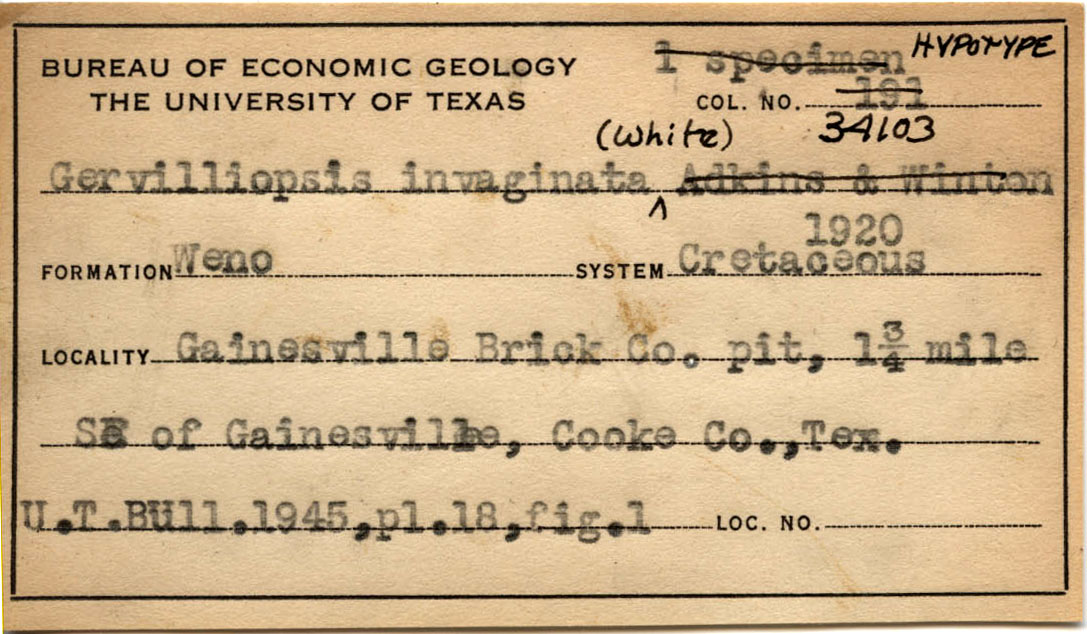 1 specimen HYPOTYPE
BUREAU OF ECONOMIC GEOLOGY
THE UNIVERSITY OF TEXAS
COL. NO. 191
(White) 34103
Gervilliopsis invaginata ^ Adkins & Winton
1920
FORMATION Weno SYSTEM Cretaceous
LOCALITY Gainesville Brick Co. pit, 1 3/4 mile
SE of Gainesville, Cooke Co.,Tex.
U.T.Bull.1945,pl.18,fig.1 LOC. NO.